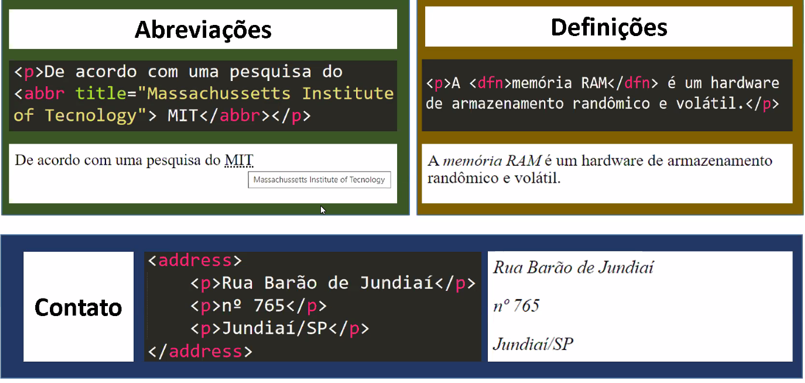 Abreviações
<p>De acordo com uma pesquisa do
<abbr title="Massachussetts Institute
of Tecnology"> MIT</abbr></p>
De acordo com uma pesquisa do MIT
Massachussetts Institute of Tecnology
Definições
<p>A <dfn>memória RAM</dfn> é um hardware
de armazenamento randômico e volátil.</p>
A memória RAM é um hardware de armazenamento
randômico e volátil.
Contato
<address>
    <p>Rua Barão de Jundiaí</p>
    <p>nº 765</p>
    <p>Jundiaí/SP</p>
</address>
Rua Barão de Jundiaí
nº 765
Jundiaí/SP